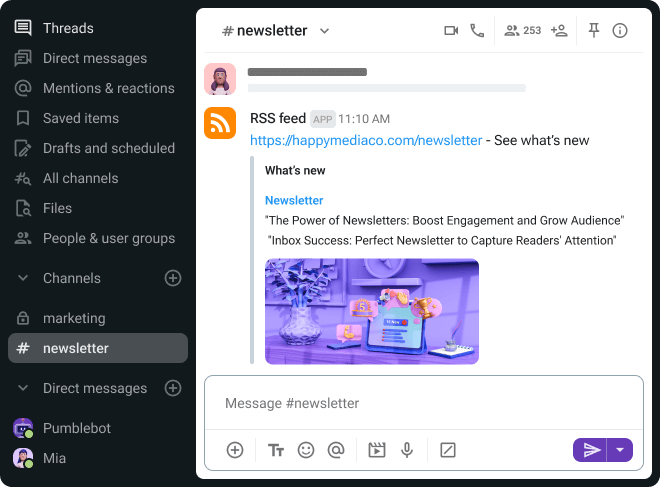 Threads
Direct messages
Mentions & reactions
Saved items
Drafts and scheduled
All channels
Files
People & user groups
Channels
marketing
# newsletter
Direct messages
Pumblebot
Mia
# newsletter
253
RSS feed APP 11:10 AM
https://happymediaco.com/newsletter - See what's new
What's new
Newsletter
"The Power of Newsletters: Boost Engagement and Grow Audience"
"Inbox Success: Perfect Newsletter to Capture Readers' Attention"
Message #newsletter
TT